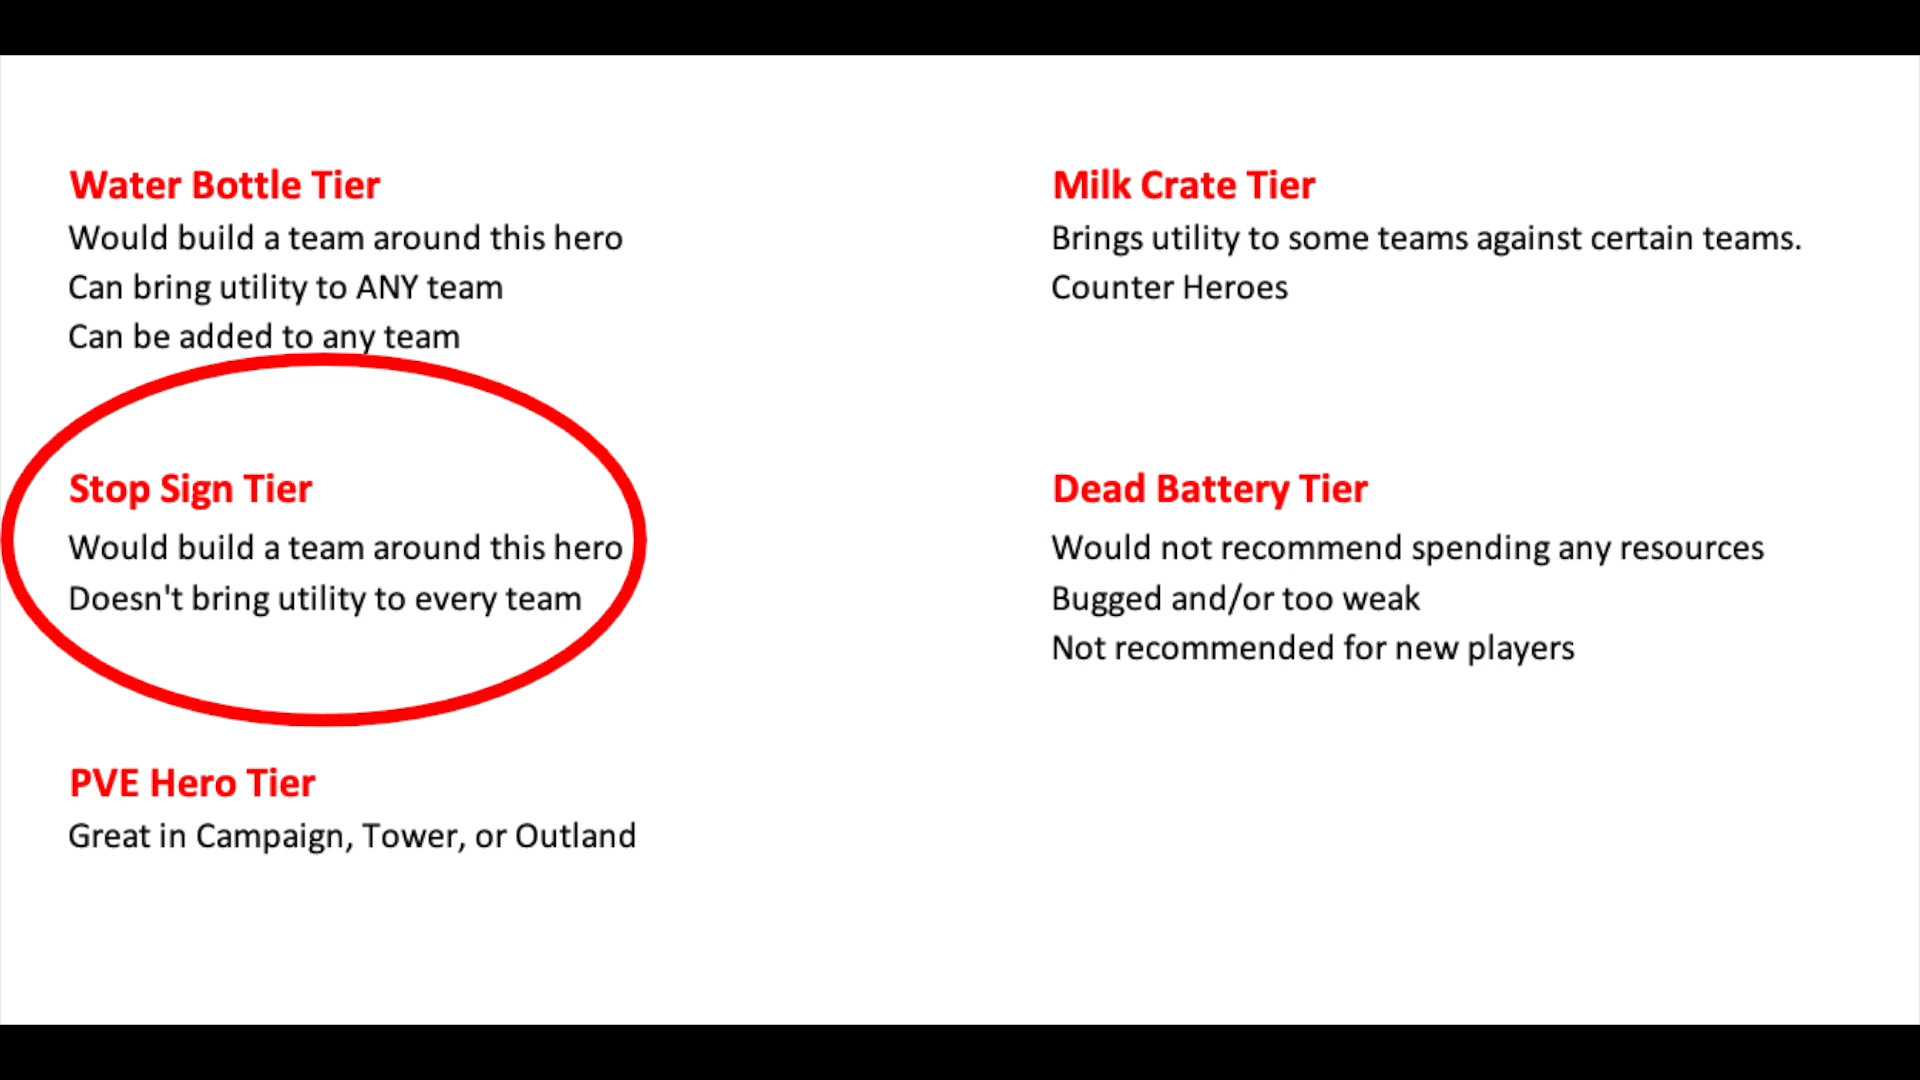 Water Bottle Tier
Would build a team around this hero
Can bring utility to ANY team
Can be added to any team
Stop Sign Tier
Would build a team around this hero
Doesn't bring utility to every team
PVE Hero Tier
Great in Campaign, Tower, or Outland
Milk Crate Tier
Brings utility to some teams against certain teams.
Counter Heroes
Dead Battery Tier
Would not recommend spending any resources
Bugged and/or too weak
Not recommended for new players